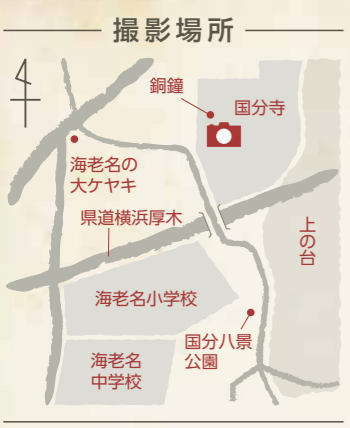 撮影場所
銅鐘
国分寺
海老名の
大ケヤキ
県道横浜厚木
上の台
海老名小学校
国分八景
公園
海老名
中学校